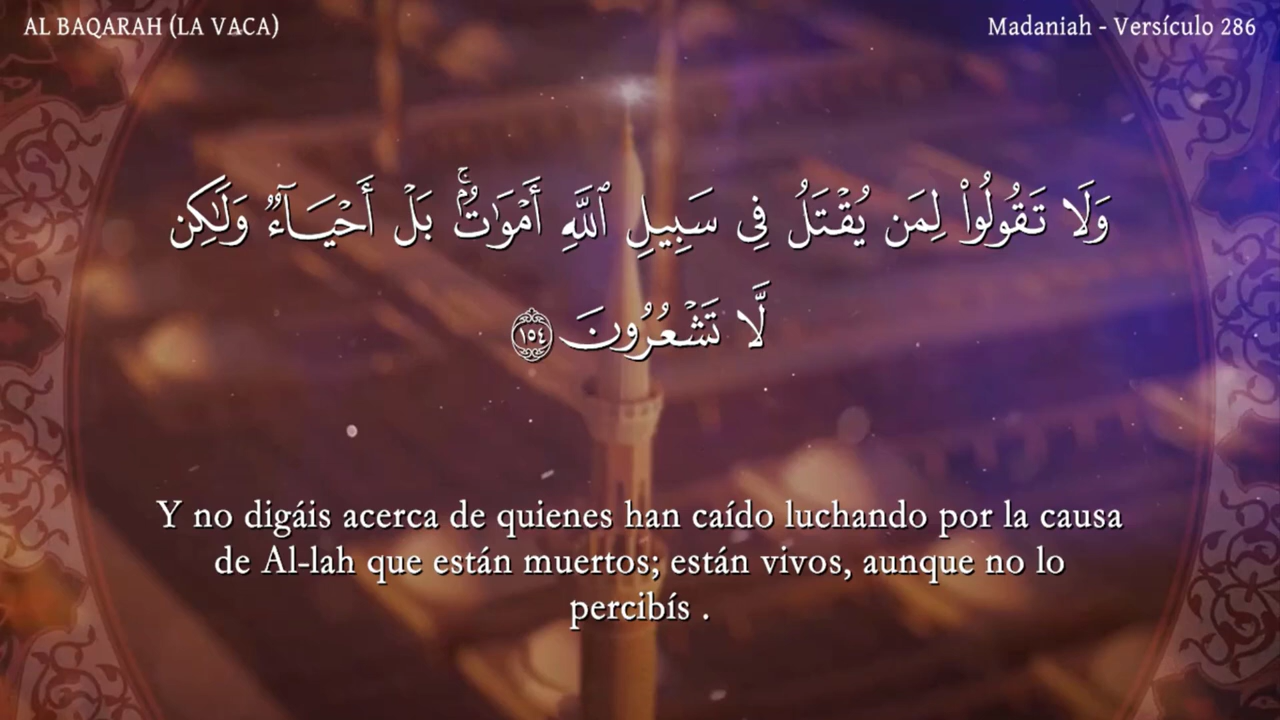 AL BAQARAH (LA VACA)
Madaniah - Versículo 286
وَلَا تَقُولُوا۟ لِمَن يُقْتَلُ فِى سَبِيلِ ٱللَّهِ أَمْوَٰتٌۢ ۚ بَلْ أَحْيَآءٌ وَلَـٰكِن
لَّا تَشْعُرُونَ ١٥٤
Y no digáis acerca de quienes han caído luchando por la causa
de Al-lah que están muertos; están vivos, aunque no lo
percibís .